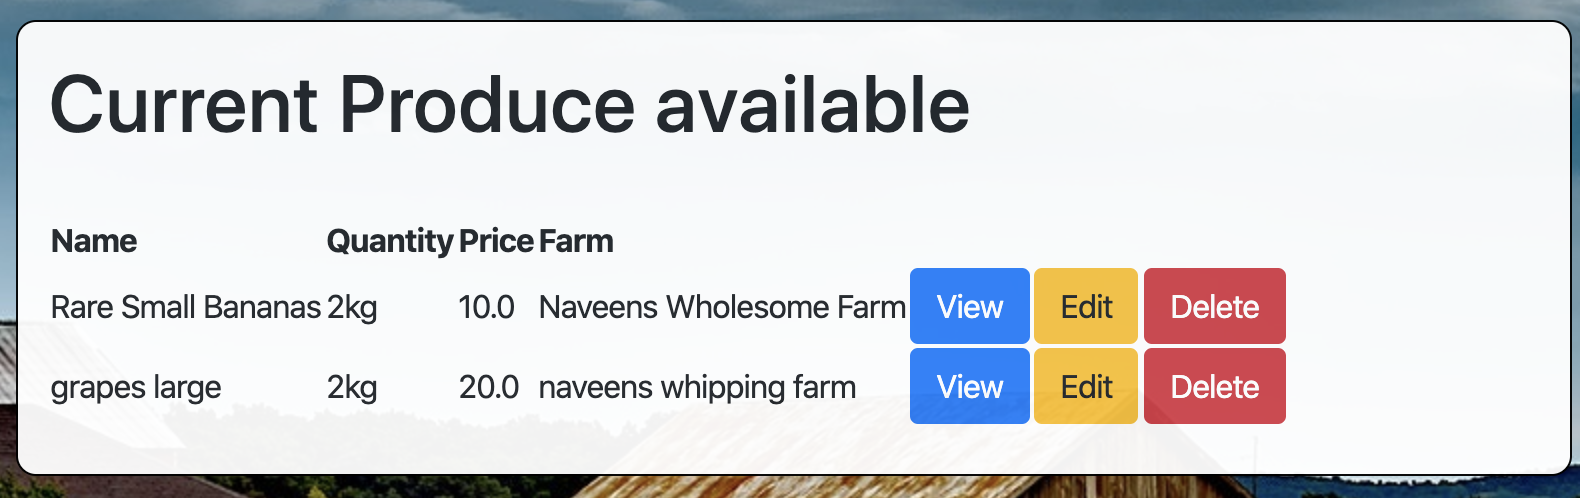 Current Produce available
Name Quantity Price Farm
Rare Small Bananas 2kg 10.0 Naveens Wholesome Farm View Edit Delete
grapes large 2kg 20.0 naveens whipping farm View Edit Delete